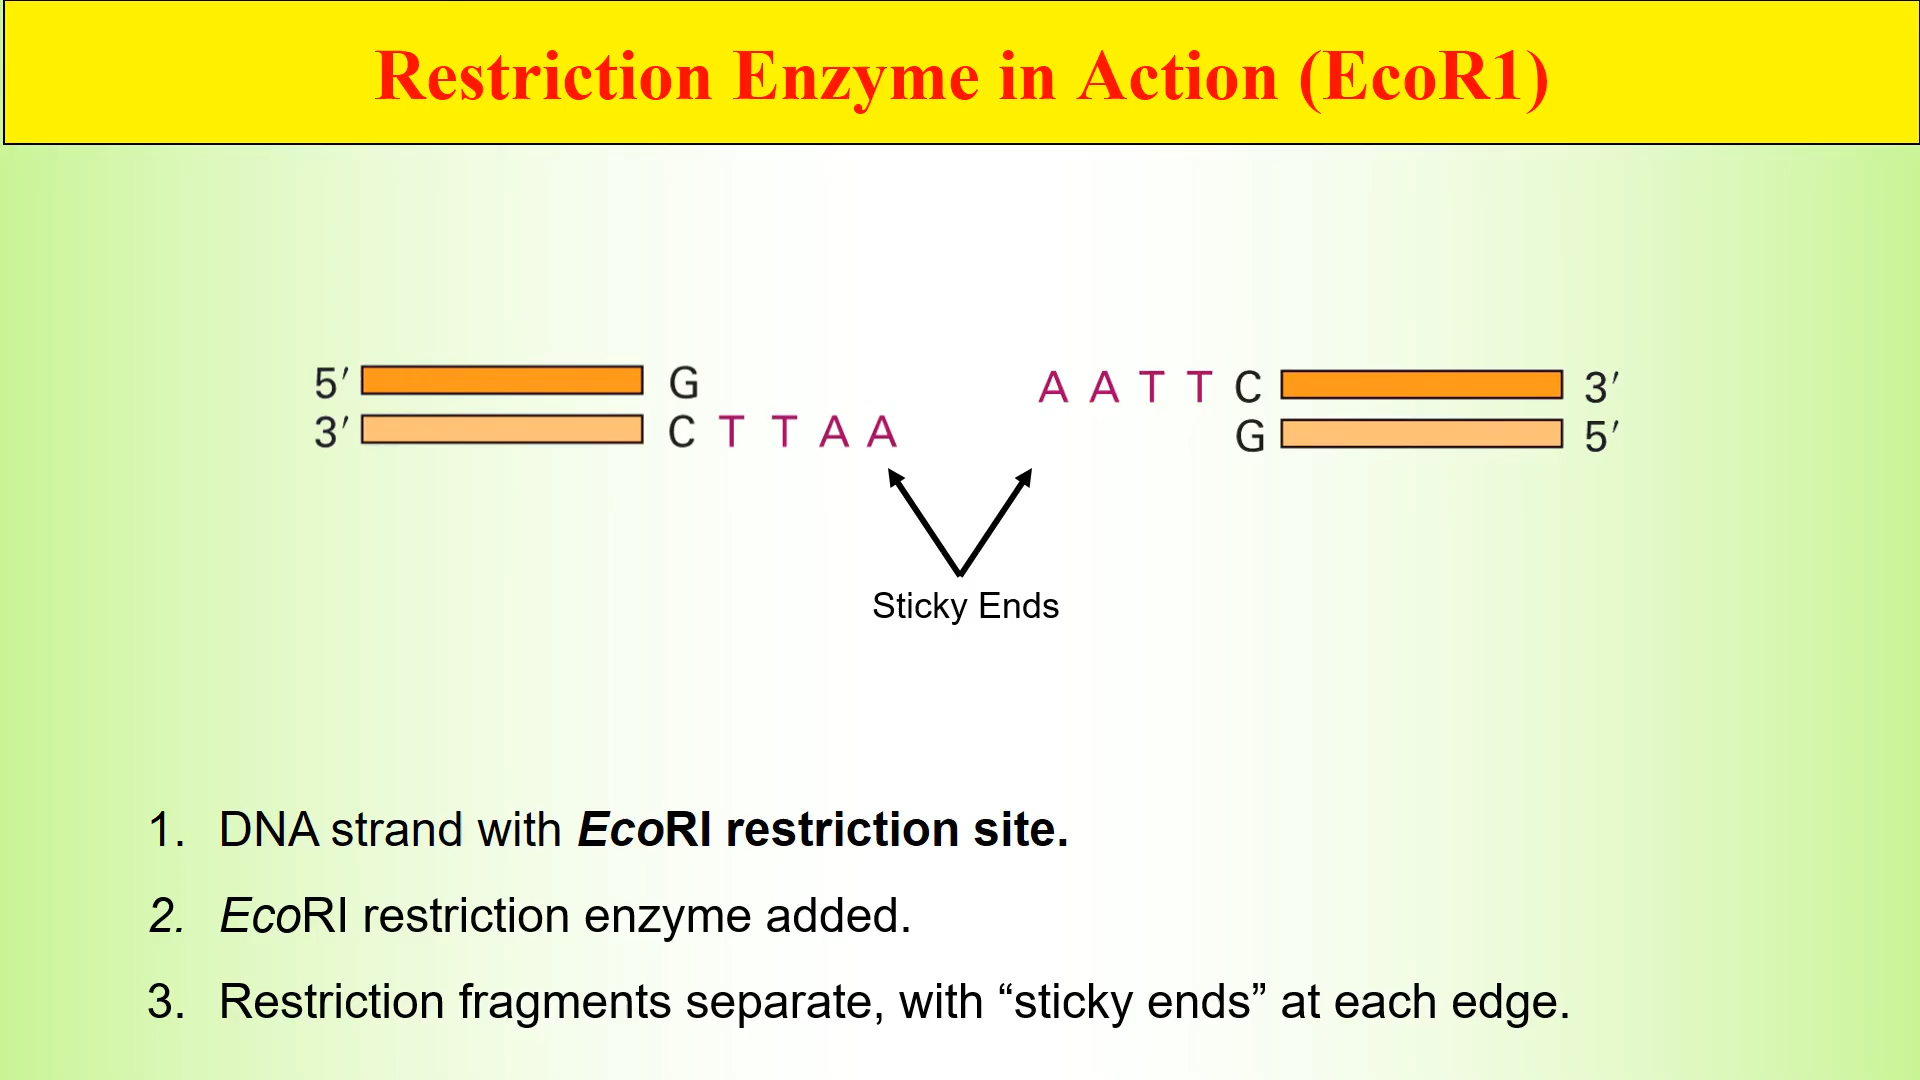 Restriction Enzyme in Action (EcoR1)
5′ G A A T T C 3′
3′ C T T A A G 5′
Sticky Ends
1. DNA strand with EcoRI restriction site.
2. EcoRI restriction enzyme added.
3. Restriction fragments separate, with “sticky ends” at each edge.